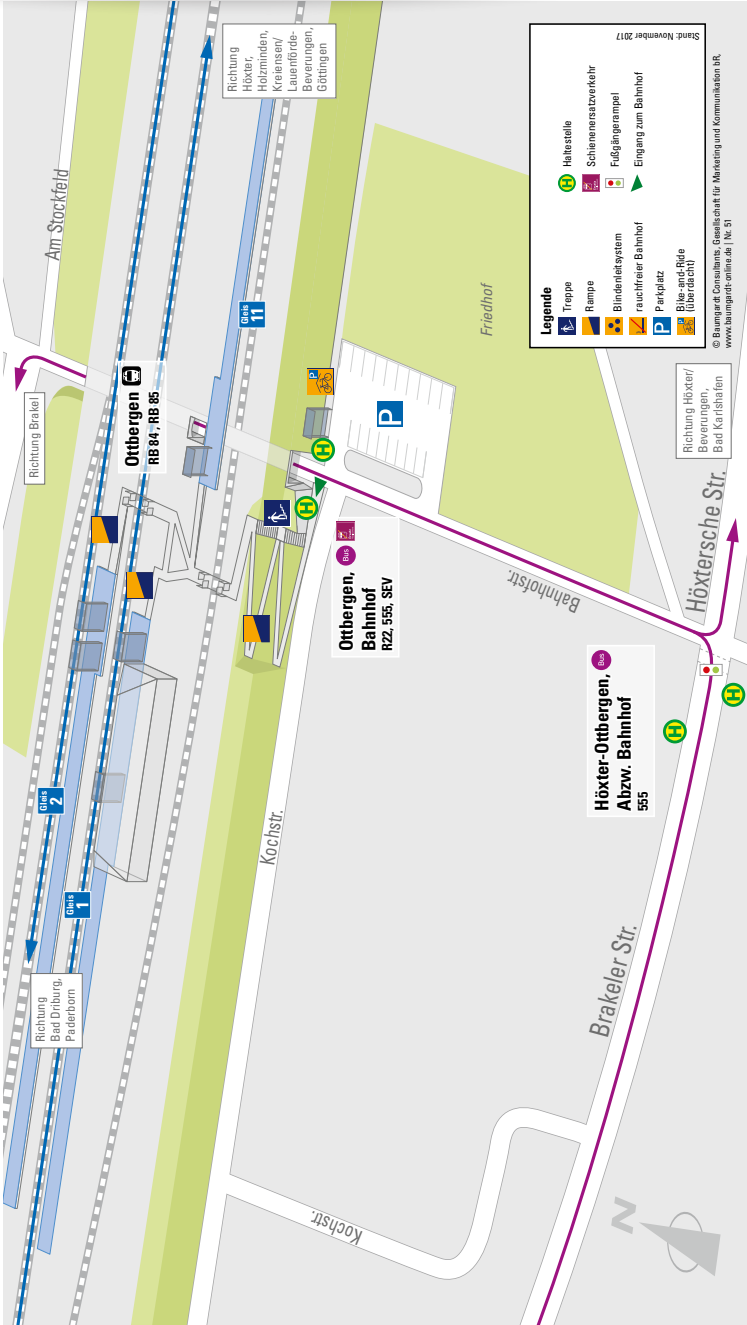 Am Stockfeld
Richtung
Höxter,
Holzminden,
Kreiensen/
Lauenförde-
Beverungen,
Göttingen
Richtung Brakel
Ottbergen
RB 84, RB 85
Gleis
11
Gleis
2
Gleis
1
Richtung
Bad Driburg,
Paderborn
P
P
H
H
Ottbergen,
Bahnhof
R22, 555, SEV
Bus
Friedhof
Kochstr.
Bahnhofstr.
Höxtersche Str.
Richtung Höxter/
Beverungen,
Bad Karlshafen
Höxter-Ottbergen,
Abzw. Bahnhof
555
Bus
H
H
Brakeler Str.
Kochstr.
N
Legende
Treppe
Rampe
Blindenleitsystem
rauchfreier Bahnhof
P Parkplatz
P Bike-and-Ride
(überdacht)
H Haltestelle
Schienenersatzverkehr
Fußgängerampel
Eingang zum Bahnhof
Stand: November 2017
© Baumgardt Consultants, Gesellschaft für Marketing und Kommunikation bR,
www.baumgardt-online.de | Nr. 51